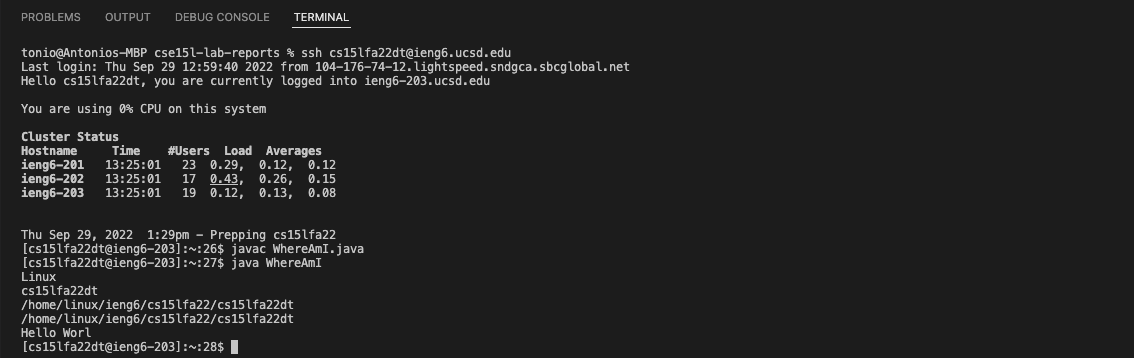 PROBLEMS OUTPUT DEBUG CONSOLE TERMINAL
tonio@Antonios-MBP cse15l-lab-reports % ssh cs15lfa22dt@ieng6.ucsd.edu
Last login: Thu Sep 29 12:59:40 2022 from 104-176-74-12.lightspeed.sndgca.sbcglobal.net
Hello cs15lfa22dt, you are currently logged into ieng6-203.ucsd.edu
You are using 0% CPU on this system
Cluster Status
Hostname Time #Users Load Averages
ieng6-201 13:25:01 23 0.29, 0.12, 0.12
ieng6-202 13:25:01 17 0.43, 0.26, 0.15
ieng6-203 13:25:01 19 0.12, 0.13, 0.08
Thu Sep 29, 2022 1:29pm - Prepping cs15lfa22
[cs15lfa22dt@ieng6-203]:~:26$ javac WhereAmI.java
[cs15lfa22dt@ieng6-203]:~:27$ java WhereAmI
Linux
cs15lfa22dt
/home/linux/ieng6/cs15lfa22/cs15lfa22dt
/home/linux/ieng6/cs15lfa22/cs15lfa22dt
Hello Worl
[cs15lfa22dt@ieng6-203]:~:28$